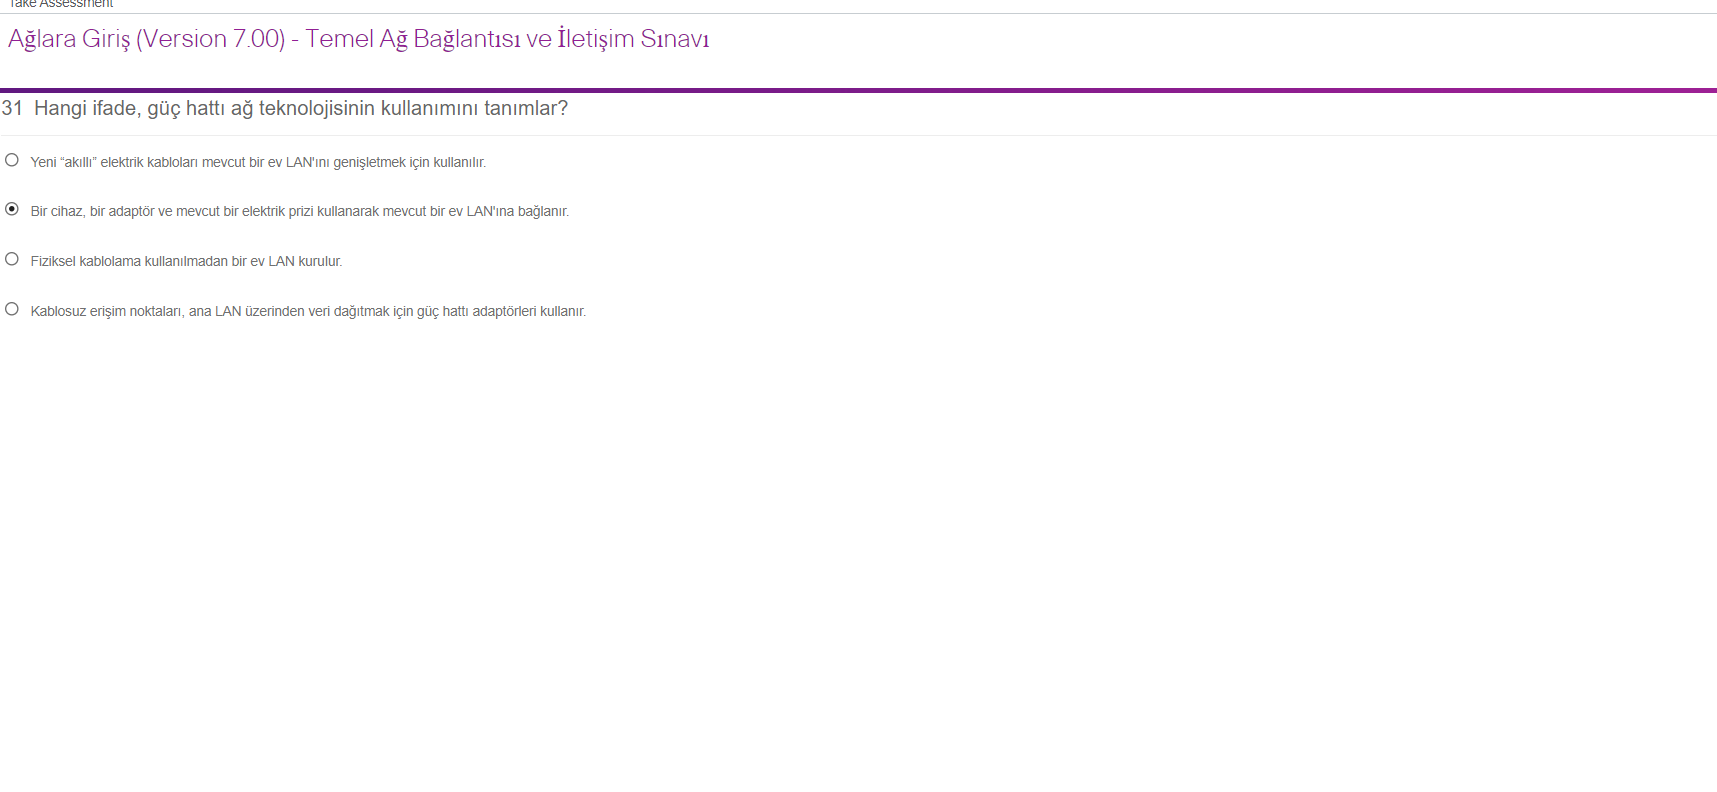 Take Assessment
Ağlara Giriş (Version 7.00) - Temel Ağ Bağlantısı ve İletişim Sınavı
31 Hangi ifade, güç hattı ağ teknolojisinin kullanımını tanımlar?
Yeni “akıllı” elektrik kabloları mevcut bir ev LAN'ını genişletmek için kullanılır.
Bir cihaz, bir adaptör ve mevcut bir elektrik prizi kullanarak mevcut bir ev LAN'ına bağlanır.
Fiziksel kablolama kullanılmadan bir ev LAN kurulur.
Kablosuz erişim noktaları, ana LAN üzerinden veri dağıtmak için güç hattı adaptörleri kullanır.